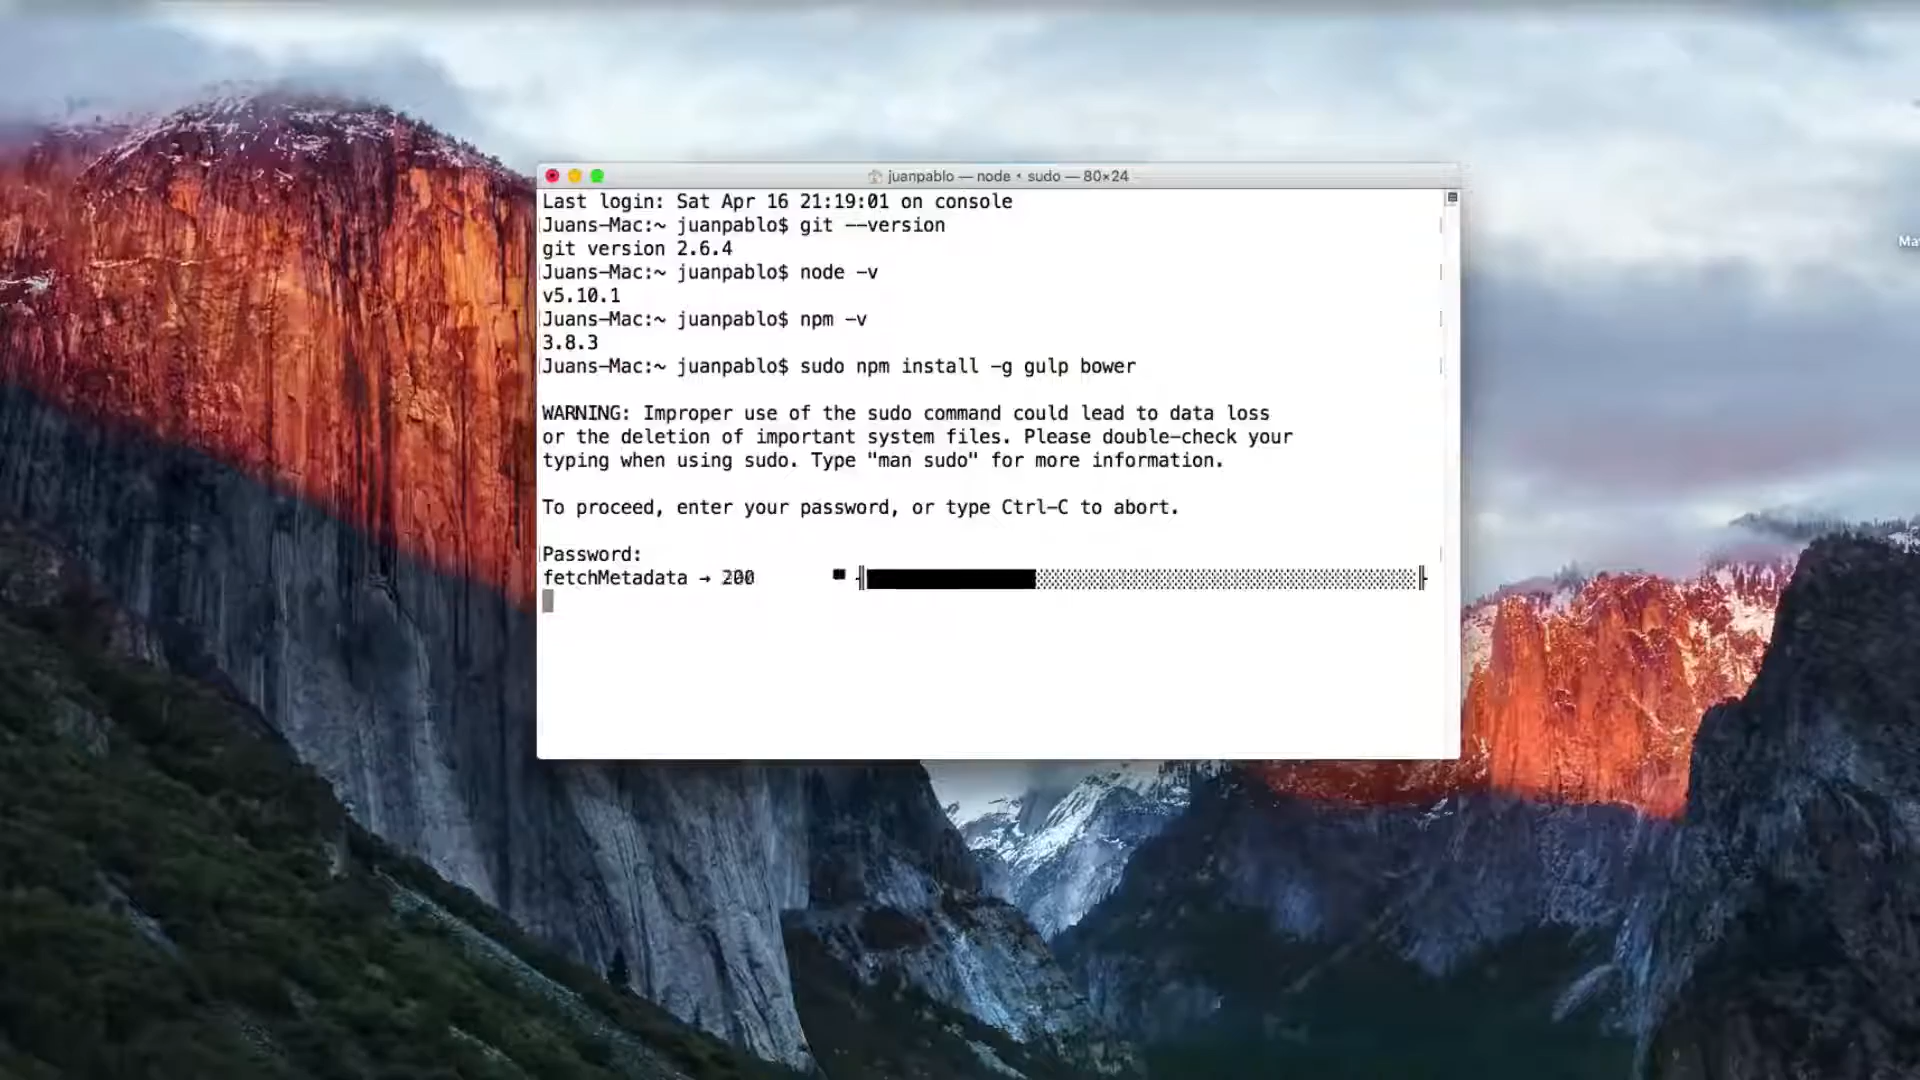 juanpablo — node • sudo — 80×24
Last login: Sat Apr 16 21:19:01 on console
Juans-Mac:~ juanpablo$ git --version
git version 2.6.4
Juans-Mac:~ juanpablo$ node -v
v5.10.1
Juans-Mac:~ juanpablo$ npm -v
3.8.3
Juans-Mac:~ juanpablo$ sudo npm install -g gulp bower
WARNING: Improper use of the sudo command could lead to data loss
or the deletion of important system files. Please double-check your
typing when using sudo. Type "man sudo" for more information.
To proceed, enter your password, or type Ctrl-C to abort.
Password:
fetchMetadata → 200